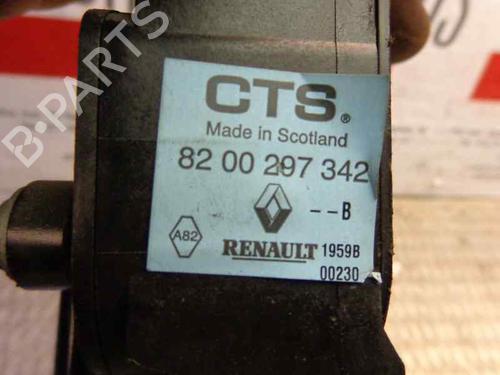 CTS®
Made in Scotland
82 00 297 342
--B
A82
RENAULT 1959B
00230
B-PARTS